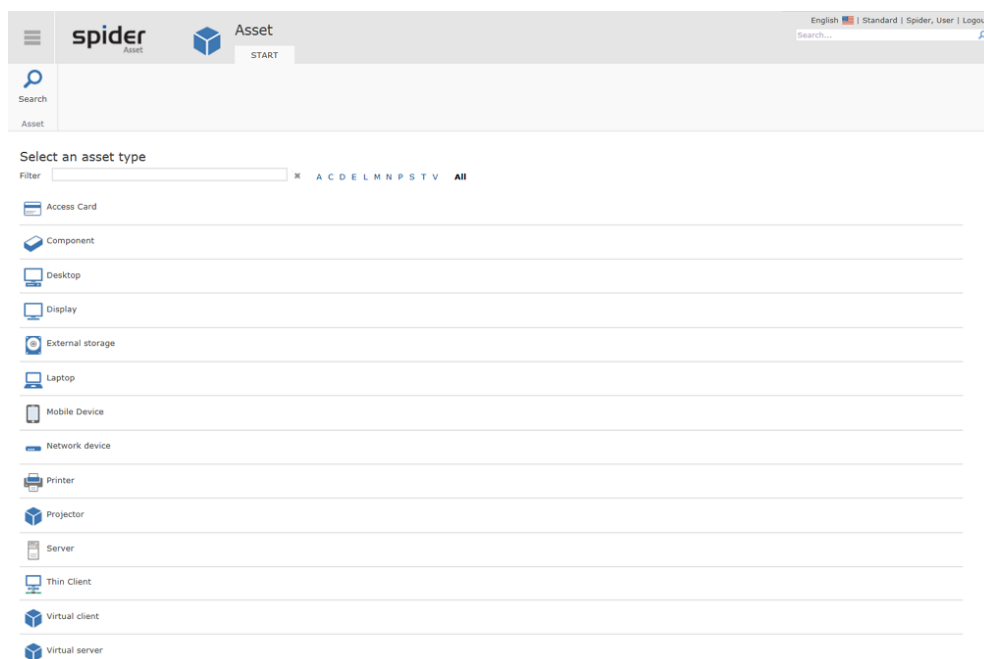 English | Standard | Spider, User | Logou
spider
Asset
Asset
START
Search...
Search
Asset
Select an asset type
Filter A C D E L M N P S T V All
Access Card
Component
Desktop
Display
External storage
Laptop
Mobile Device
Network device
Printer
Projector
Server
Thin Client
Virtual client
Virtual server